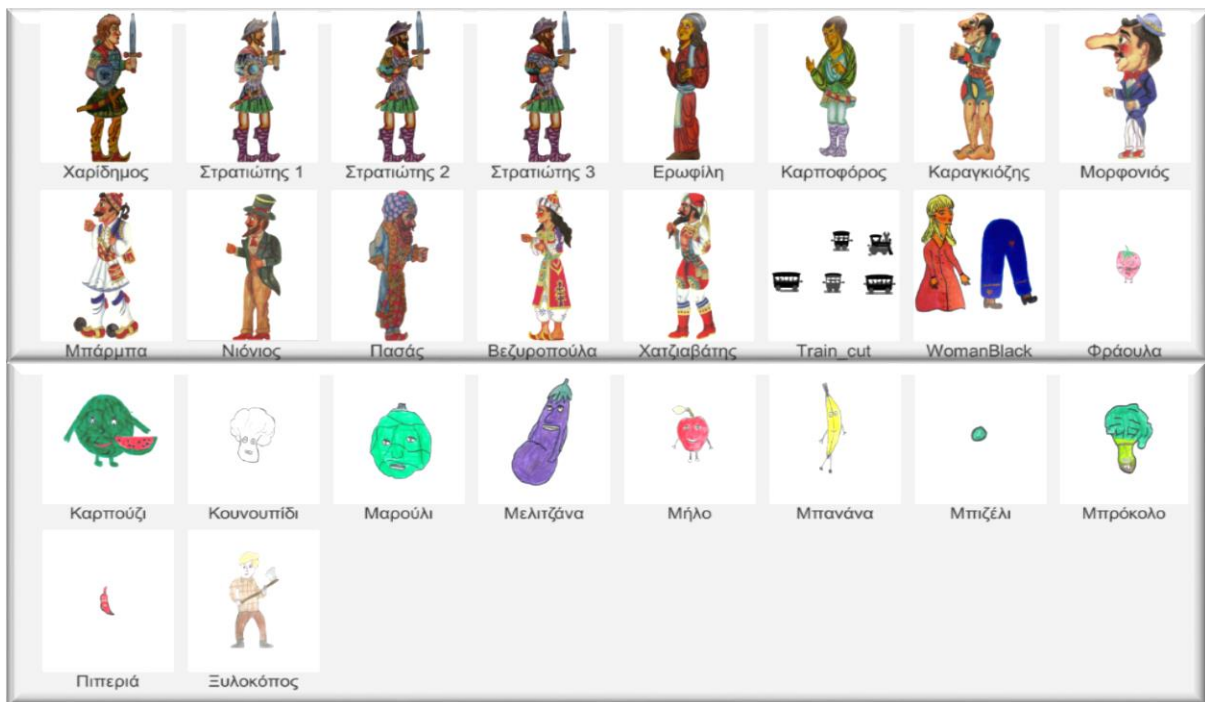 Χαρίδημος Στρατιώτης 1 Στρατιώτης 2 Στρατιώτης 3 Ερωφίλη Καρποφόρος Καραγκιόζης Μορφονιός
Μπάρμπα Νιόνιος Πασάς Βεζυροπούλα Χατζιαβάτης Train_cut WomanBlack Φράουλα
Καρπούζι Κουνουπίδι Μαρούλι Μελιτζάνα Μήλο Μπανάνα Μπιζέλι Μπρόκολο
Πιπεριά Ξυλοκόπος